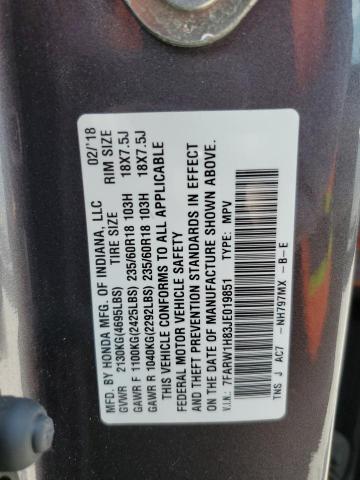 MFD. BY HONDA MFG. OF INDIANA, LLC 02/'18
TIRE SIZE RIM SIZE
GVWR 2130KG(4695LBS)
GAWR F 1100KG(2425LBS) 235/60R18 103H 18X7.5J
GAWR R 1040KG(2292LBS) 235/60R18 103H 18X7.5J
THIS VEHICLE CONFORMS TO ALL APPLICABLE
FEDERAL MOTOR VEHICLE SAFETY
AND THEFT PREVENTION STANDARDS IN EFFECT
ON THE DATE OF MANUFACTURE SHOWN ABOVE.
V.I.N.: 7FARW1H83JE019851 TYPE: MPV
TNS J AC7 -NH797MX -B-E